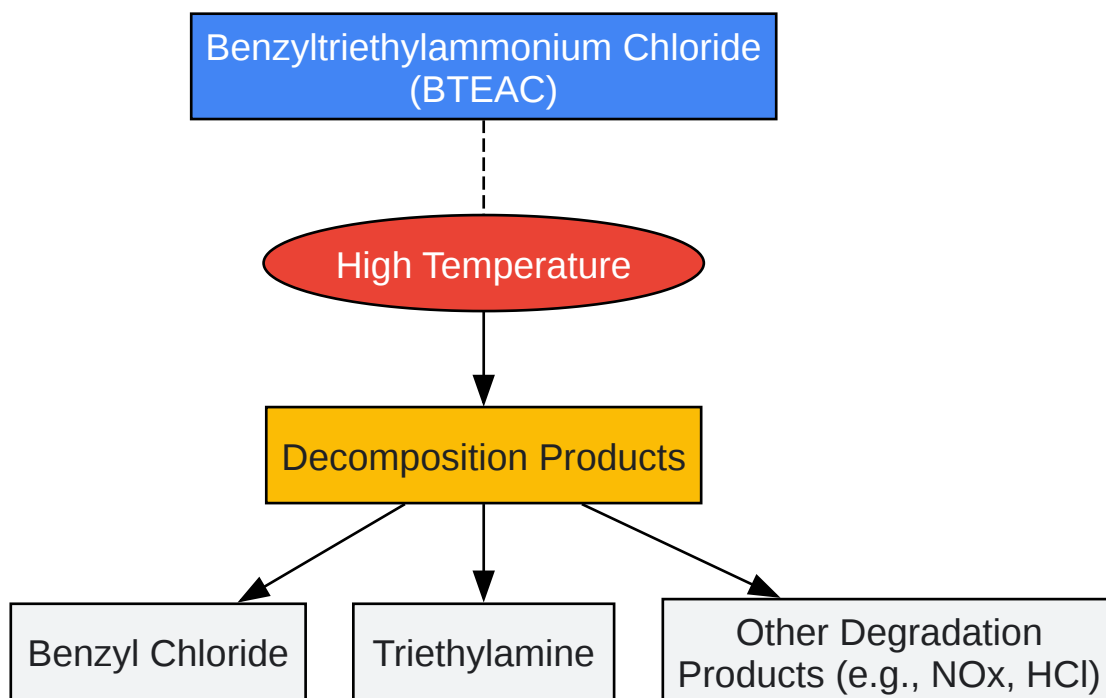 Benzyltriethylammonium Chloride
(BTEAC)
High Temperature
Decomposition Products
Benzyl Chloride
Triethylamine
Other Degradation
Products (e.g., NOx, HCl)